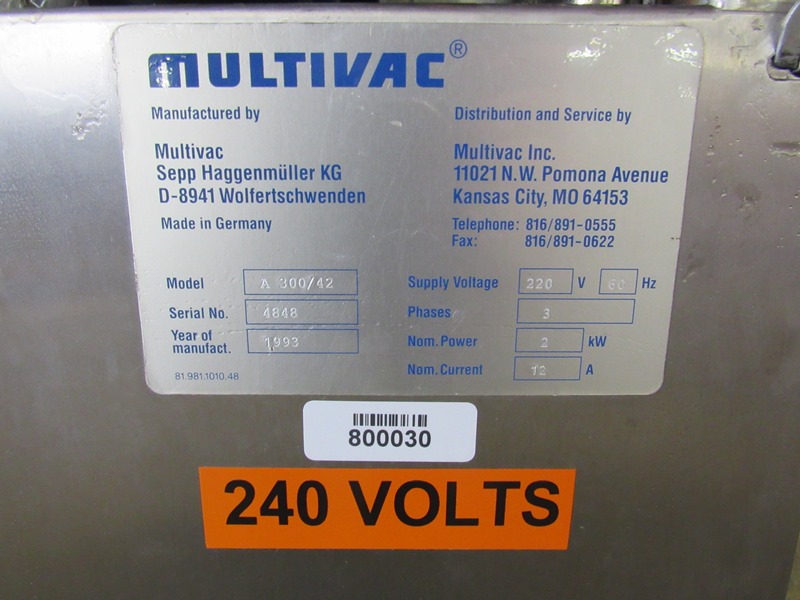 MULTIVAC®
Manufactured by
Multivac
Sepp Haggenmüller KG
D-8941 Wolfertschwenden
Made in Germany
Distribution and Service by
Multivac Inc.
11021 N.W. Pomona Avenue
Kansas City, MO 64153
Telephone: 816/891-0555
Fax: 816/891-0622
Model A 300/42
Serial No. 4848
Year of
manufact. 1993
81.981.1010.48
Supply Voltage 220 V 60 Hz
Phases 3
Nom. Power 2 kW
Nom. Current 12 A
800030
240 VOLTS